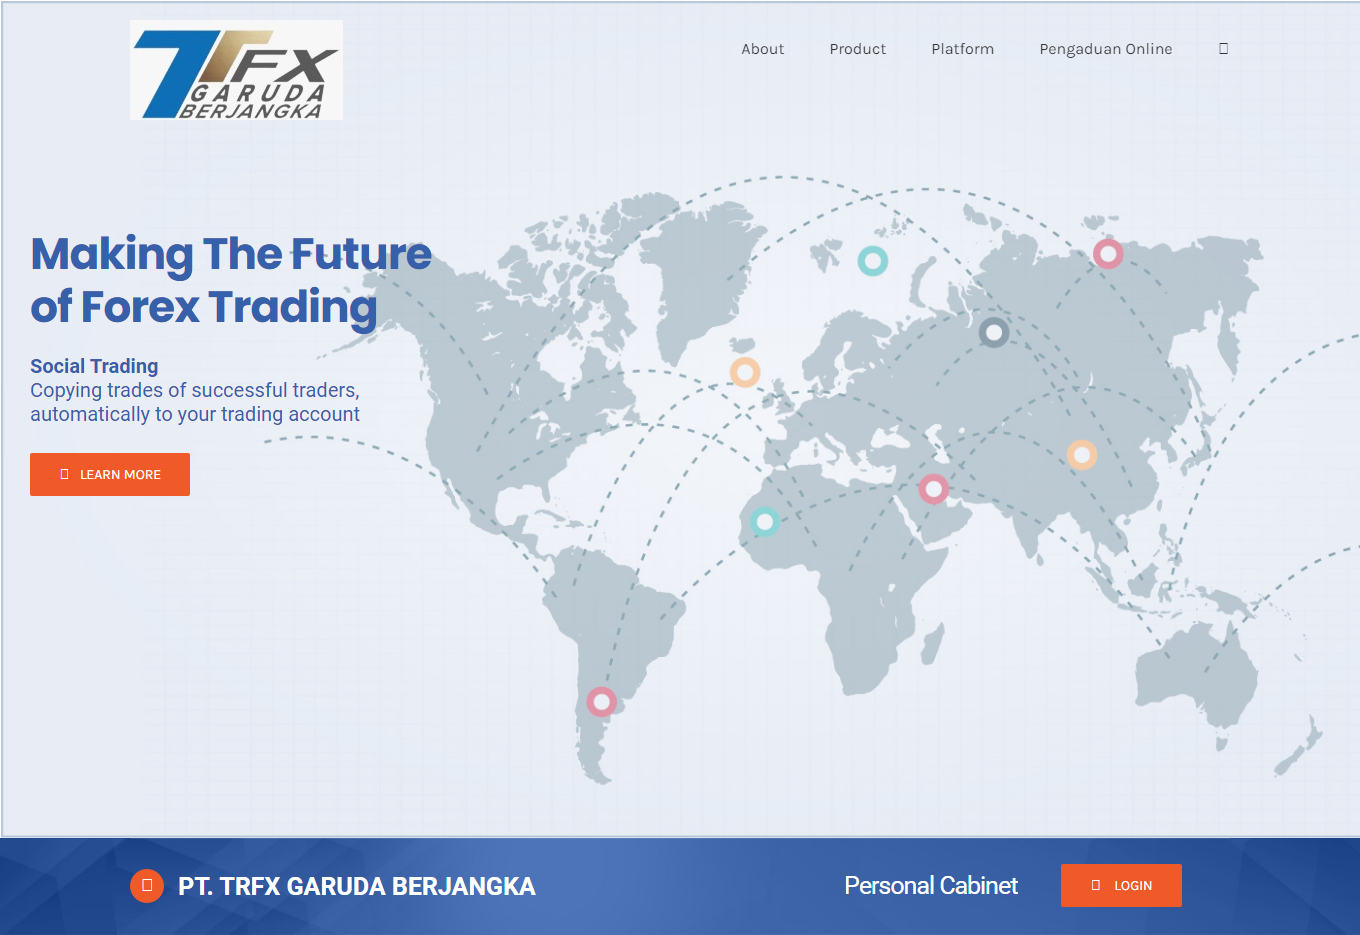 TFX
GARUDA
BERJANGKA
About
Product
Platform
Pengaduan Online
Making The Future
of Forex Trading
Social Trading
Copying trades of successful traders,
automatically to your trading account
LEARN MORE
PT. TRFX GARUDA BERJANGKA
Personal Cabinet
LOGIN